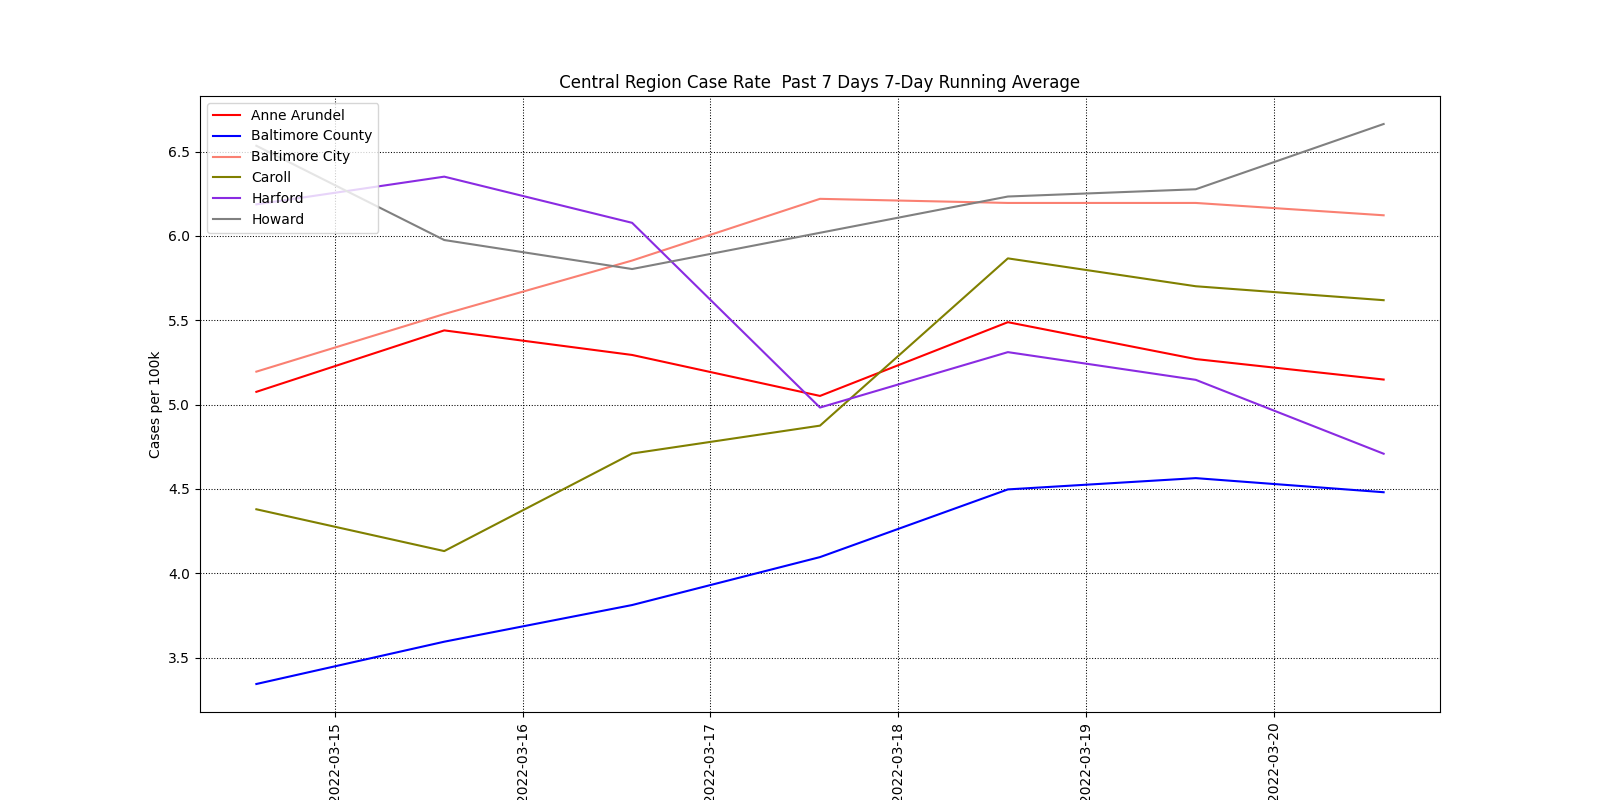 Central Region Case Rate  Past 7 Days 7-Day Running Average
Anne Arundel
Baltimore County
Baltimore City
Caroll
Harford
Howard
Cases per 100k
6.5
6.0
5.5
5.0
4.5
4.0
3.5
2022-03-15
2022-03-16
2022-03-17
2022-03-18
2022-03-19
2022-03-20